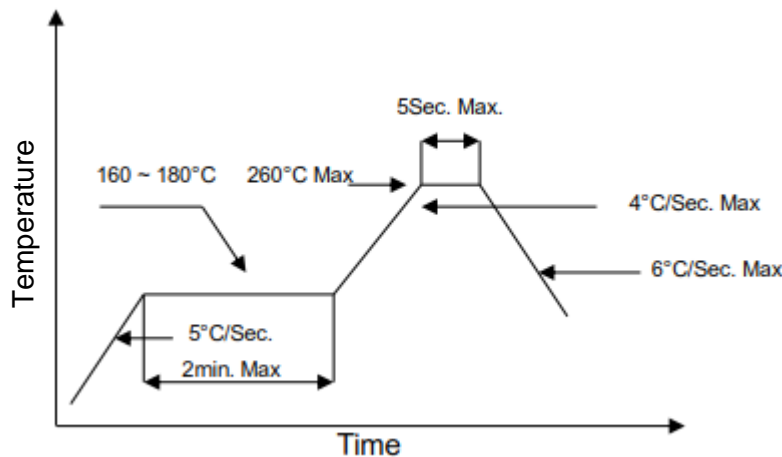 5Sec. Max.
160 ~ 180°C
260°C Max
4°C/Sec. Max
6°C/Sec. Max
5°C/Sec.
2min. Max
Temperature
Time